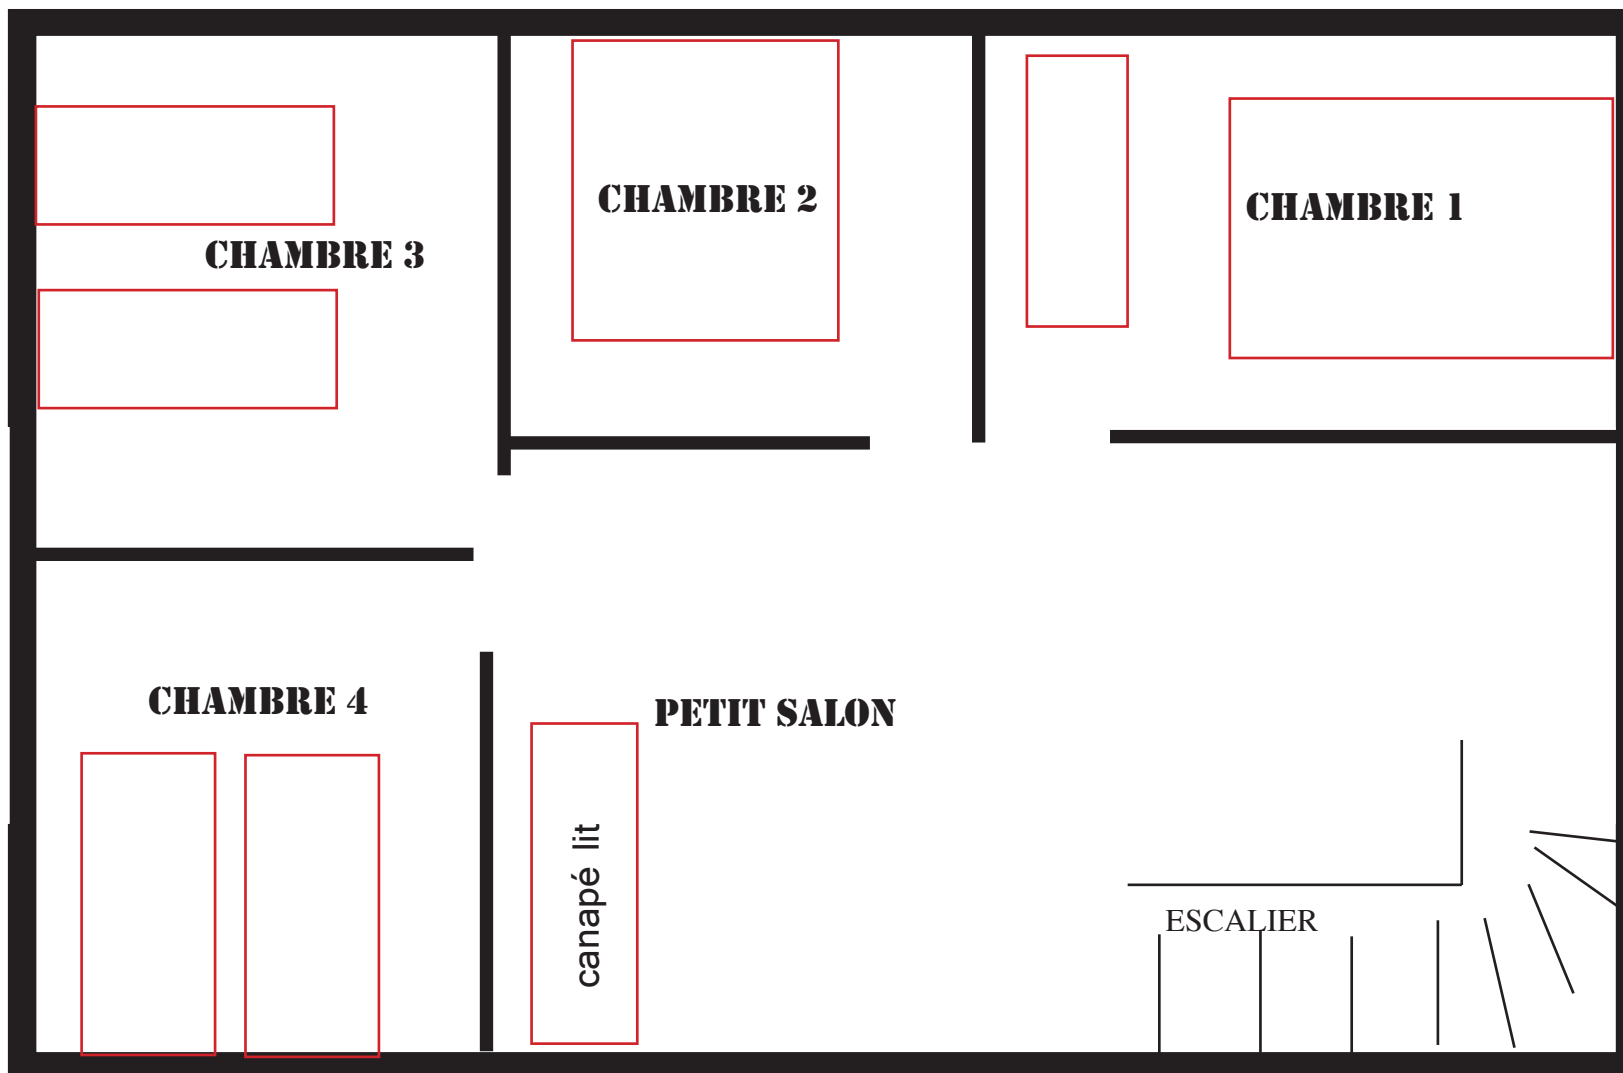 CHAMBRE 2
CHAMBRE 1
CHAMBRE 3
CHAMBRE 4
PETIT SALON
canapé lit
ESCALIER